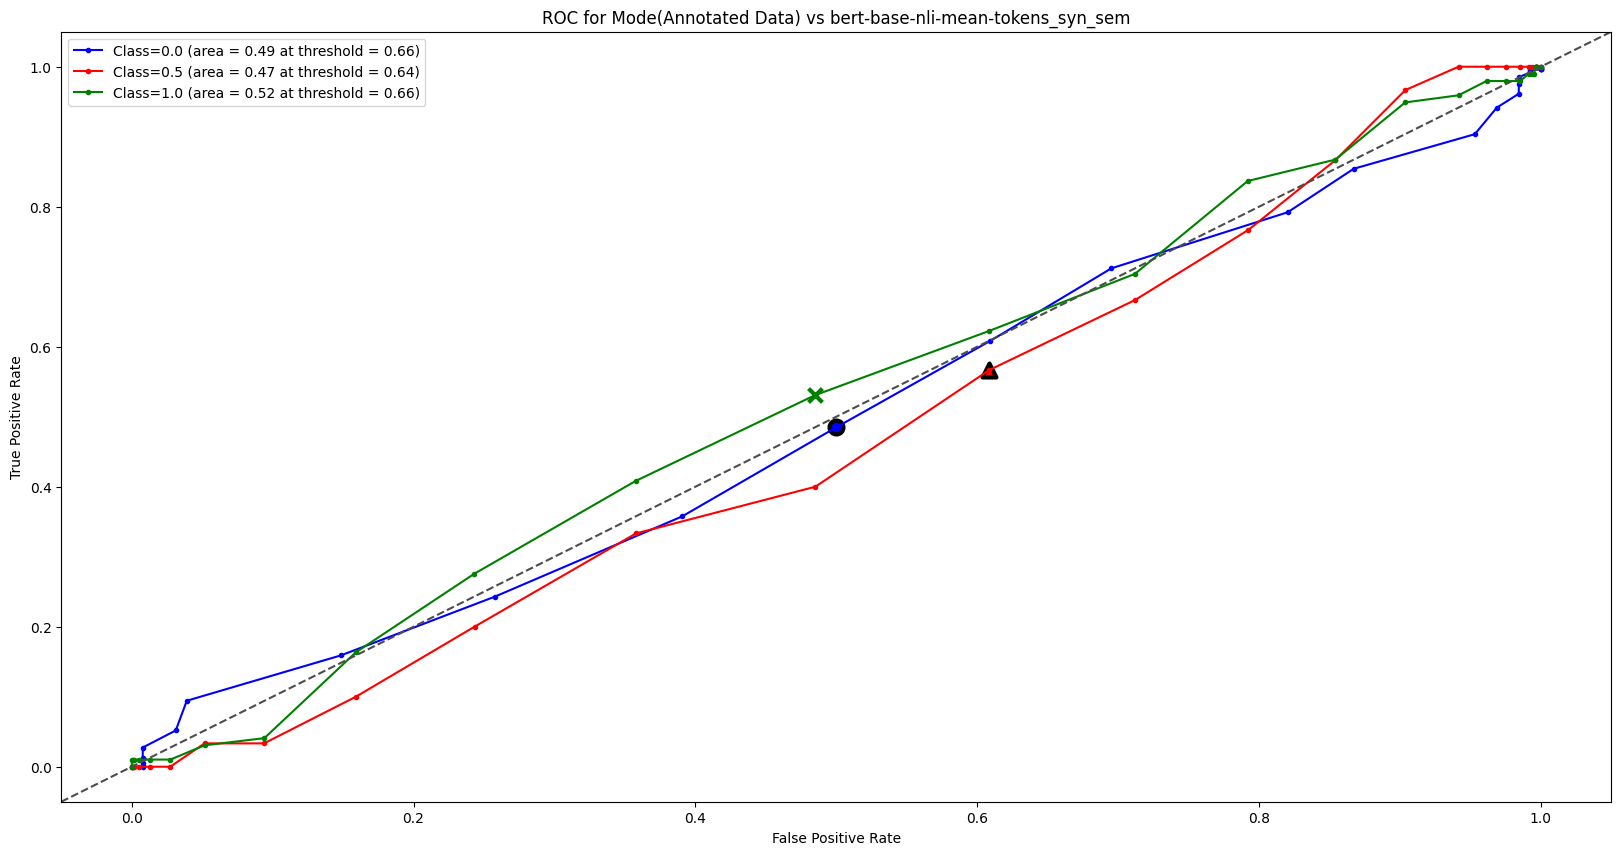 ROC for Mode(Annotated Data) vs bert-base-nli-mean-tokens_syn_sem
Class=0.0 (area = 0.49 at threshold = 0.66)
Class=0.5 (area = 0.47 at threshold = 0.64)
Class=1.0 (area = 0.52 at threshold = 0.66)
True Positive Rate
1.0
0.8
0.6
0.4
0.2
0.0
0.0 0.2 0.4 0.6 0.8 1.0
False Positive Rate